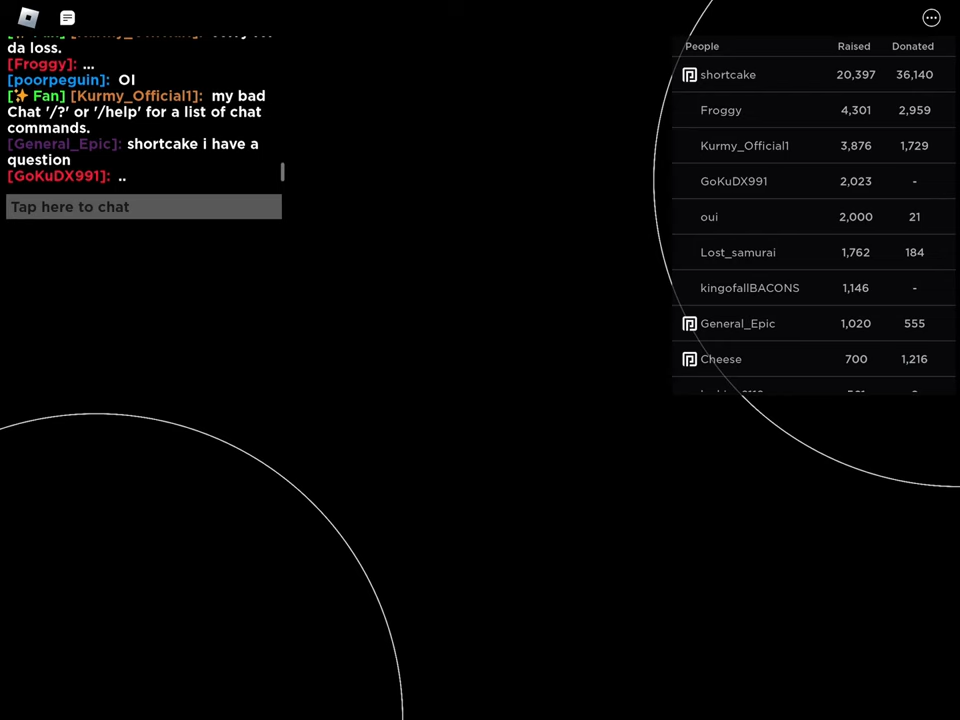 da loss.
[Froggy]: ...
[poorpeguin]: OI
[✨ Fan] [Kurmy_Official1]: my bad
Chat '/?' or '/help' for a list of chat
commands.
[General_Epic]: shortcake i have a
question
[GoKuDX991]: ..
Tap here to chat
People Raised Donated
shortcake 20,397 36,140
Froggy 4,301 2,959
Kurmy_Official1 3,876 1,729
GoKuDX991 2,023 -
oui 2,000 21
Lost_samurai 1,762 184
kingofallBACONS 1,146 -
General_Epic 1,020 555
Cheese 700 1,216